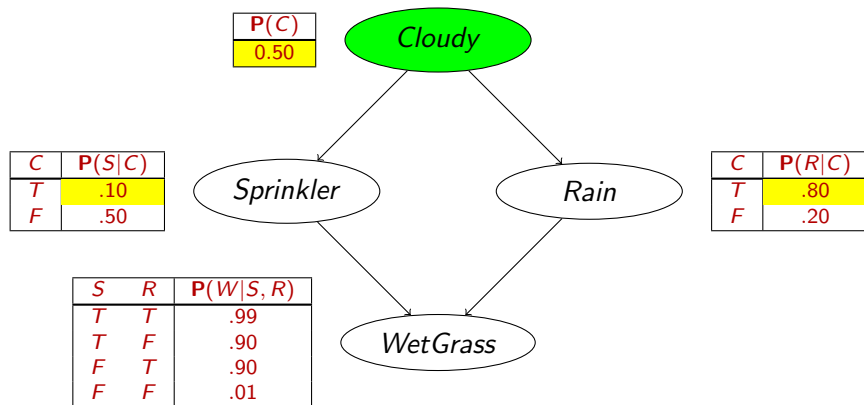 P(C)
0.50
Cloudy
C P(S|C)
T .10
F .50
Sprinkler
Rain
C P(R|C)
T .80
F .20
S R P(W|S, R)
T T .99
T F .90
F T .90
F F .01
WetGrass